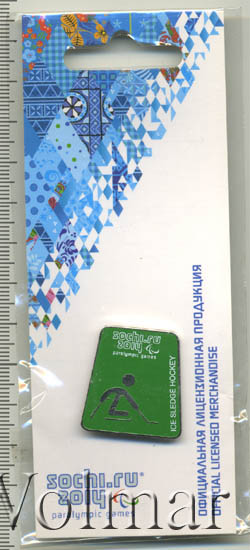 sochi.ru
2014
paralympic games
ICE SLEDGE HOCKEY
ОФИЦИАЛЬНАЯ ЛИЦЕНЗИОННАЯ ПРОДУКЦИЯ
OFFICIAL LICENSED MERCHANDISE
sochi.ru
2014
paralympic games
Volmar